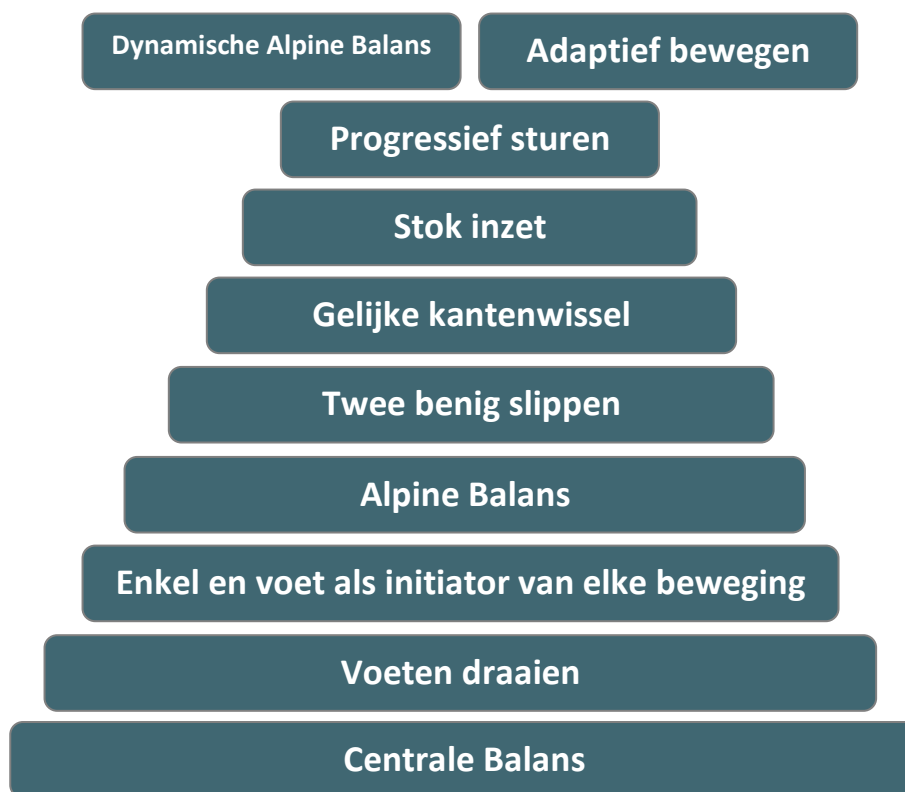 Dynamische Alpine Balans
Adaptief bewegen
Progressief sturen
Stok inzet
Gelijke kantenwissel
Twee benig slippen
Alpine Balans
Enkel en voet als initiator van elke beweging
Voeten draaien
Centrale Balans